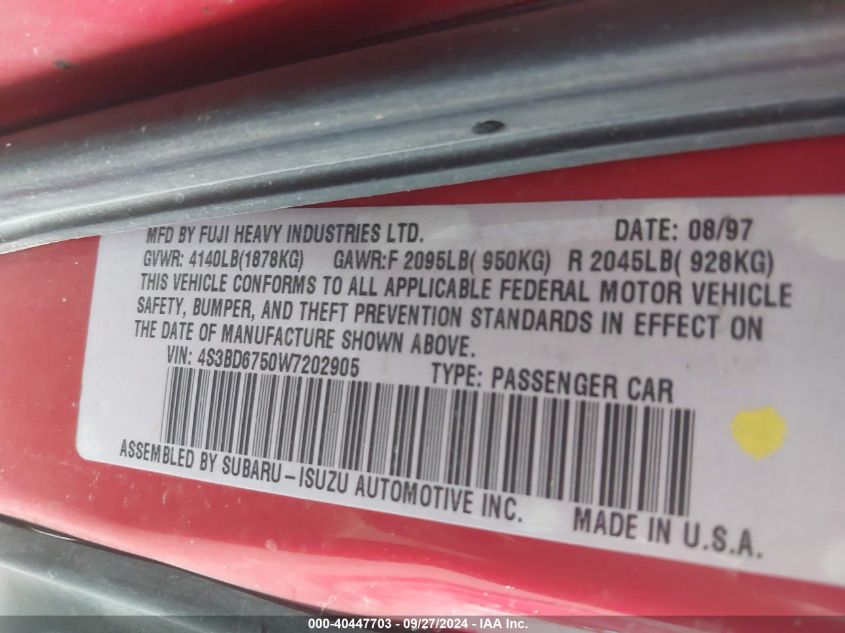 MFD BY FUJI HEAVY INDUSTRIES LTD. DATE: 08/97
GVWR: 4140LB(1878KG) GAWR:F 2095LB( 950KG) R 2045LB( 928KG)
THIS VEHICLE CONFORMS TO ALL APPLICABLE FEDERAL MOTOR VEHICLE
SAFETY, BUMPER, AND THEFT PREVENTION STANDARDS IN EFFECT ON
THE DATE OF MANUFACTURE SHOWN ABOVE.
VIN: 4S3BD6750W7202905 TYPE: PASSENGER CAR
ASSEMBLED BY SUBARU-ISUZU AUTOMOTIVE INC. MADE IN U.S.A.
000-40447703 - 09/27/2024 - IAA Inc.